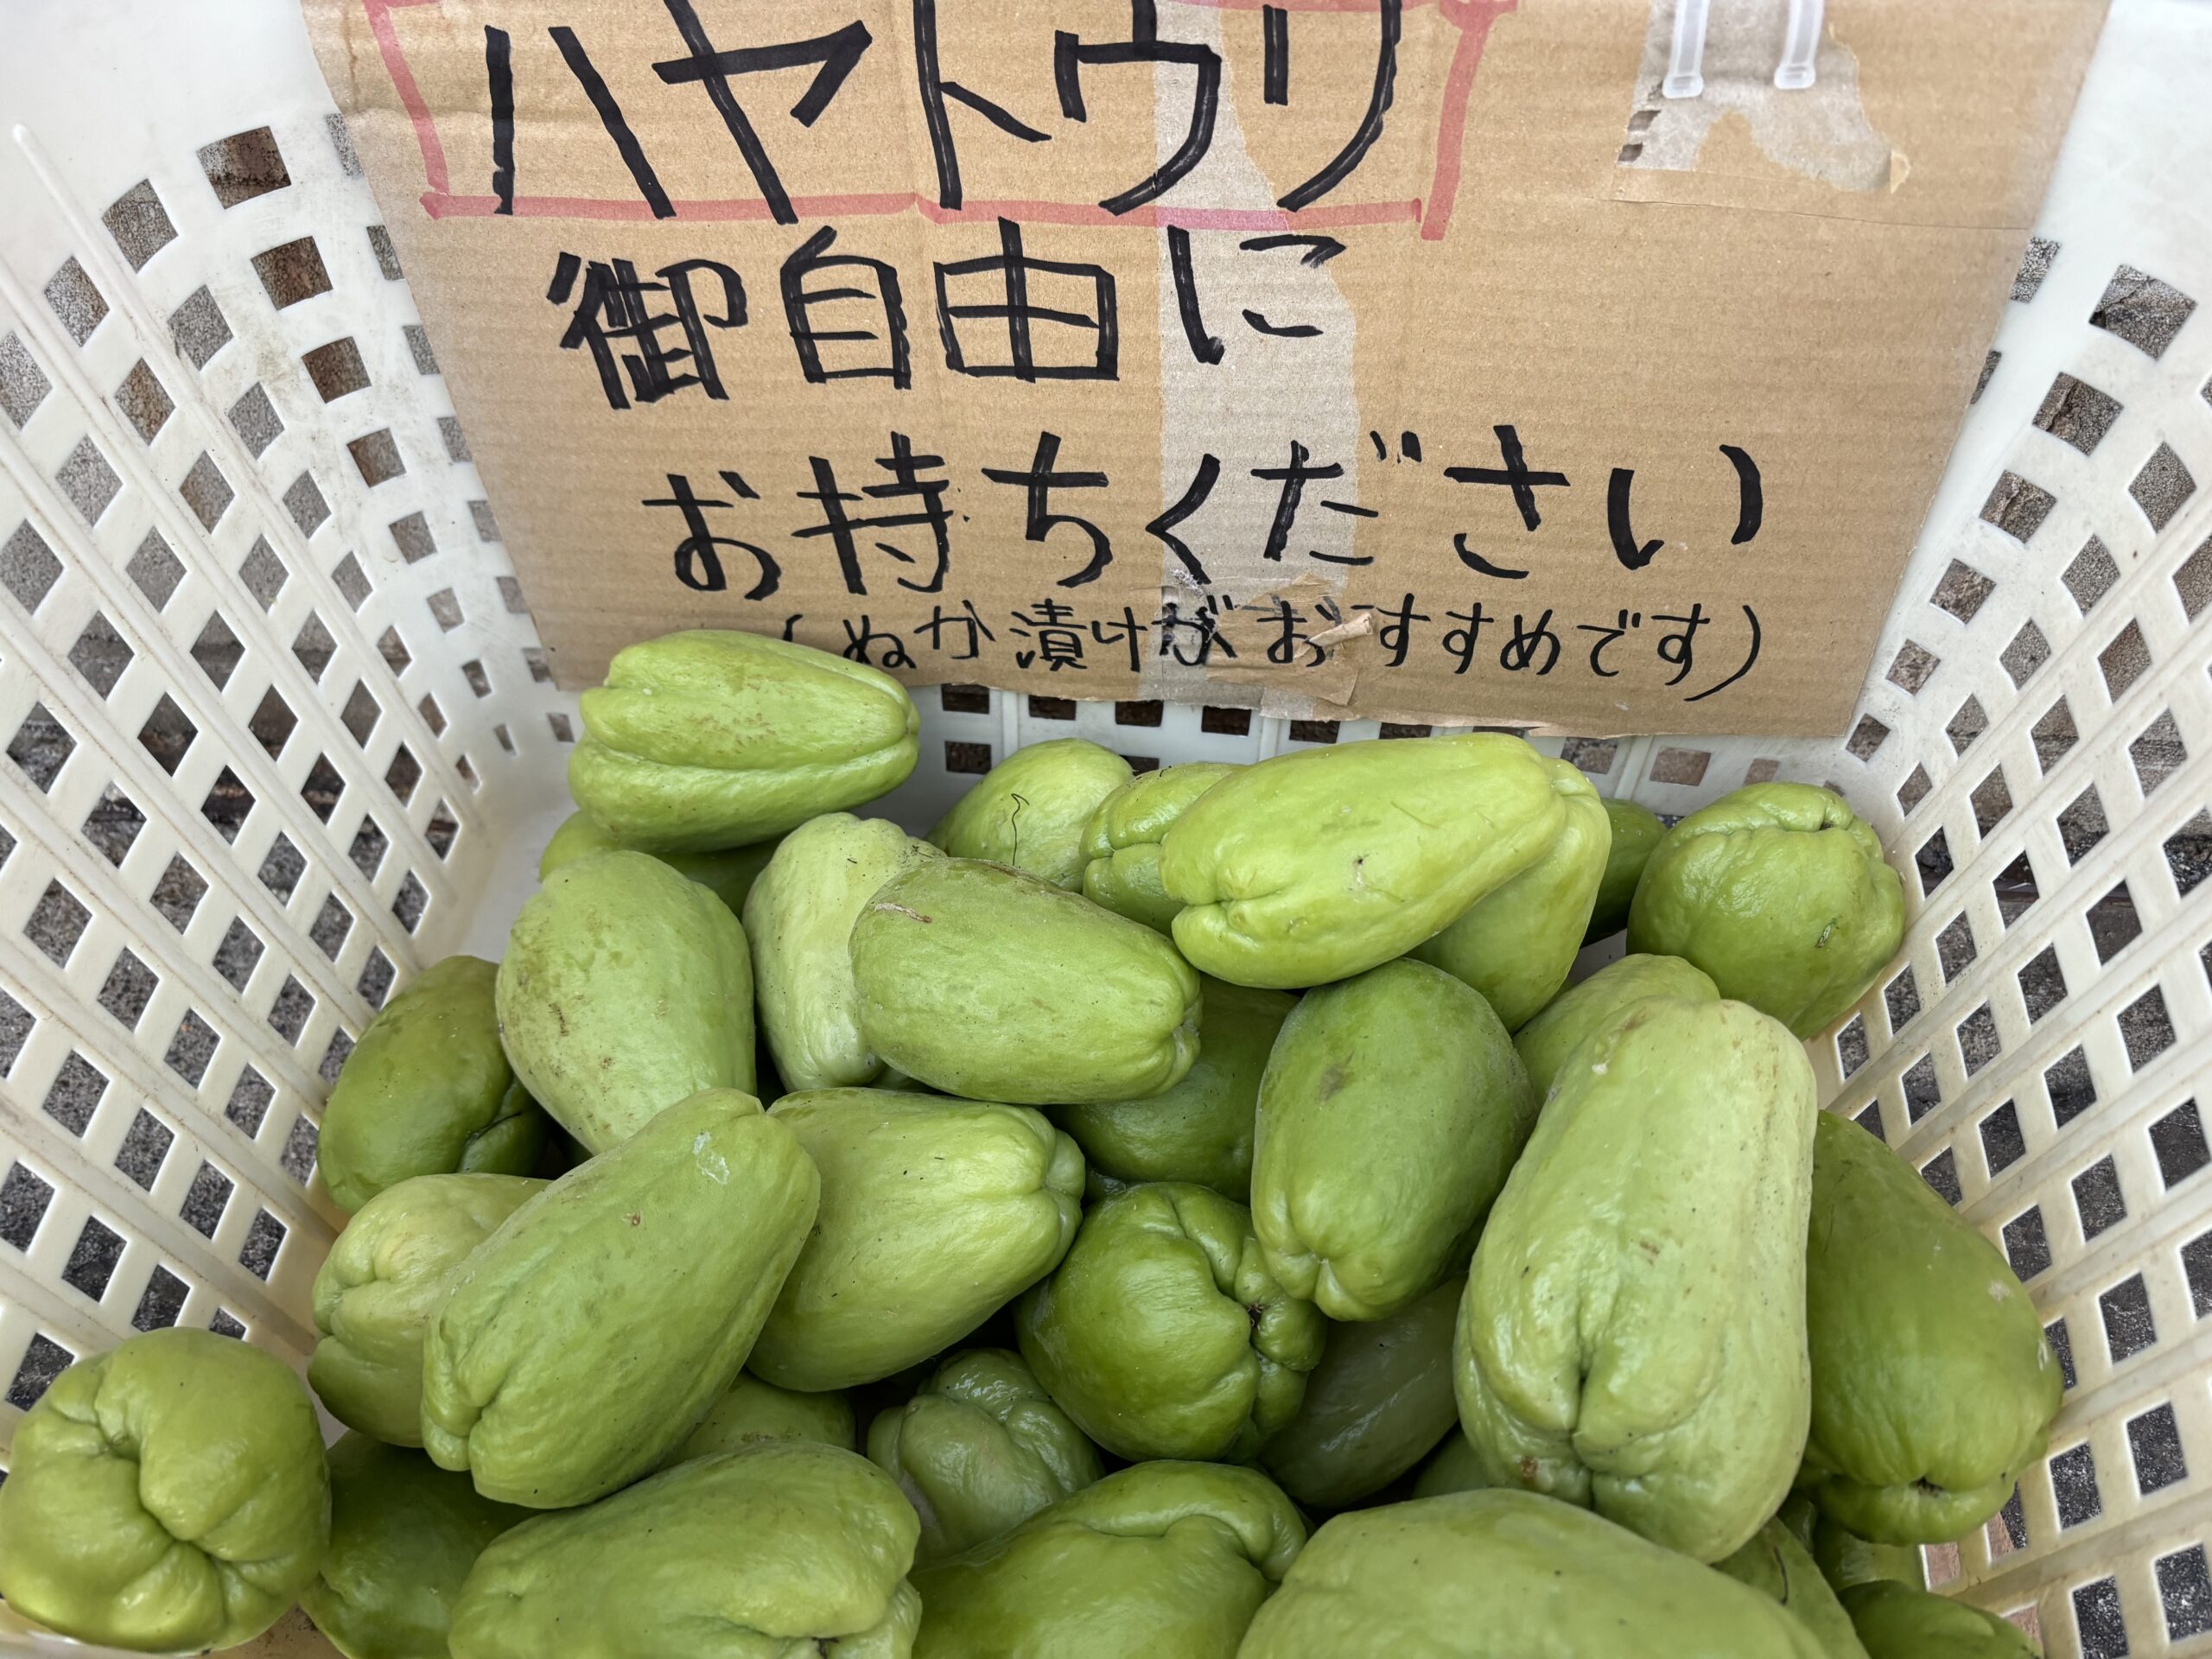 ハヤトウリ
御自由に
お持ちください
(ぬか漬けがおすすめです)